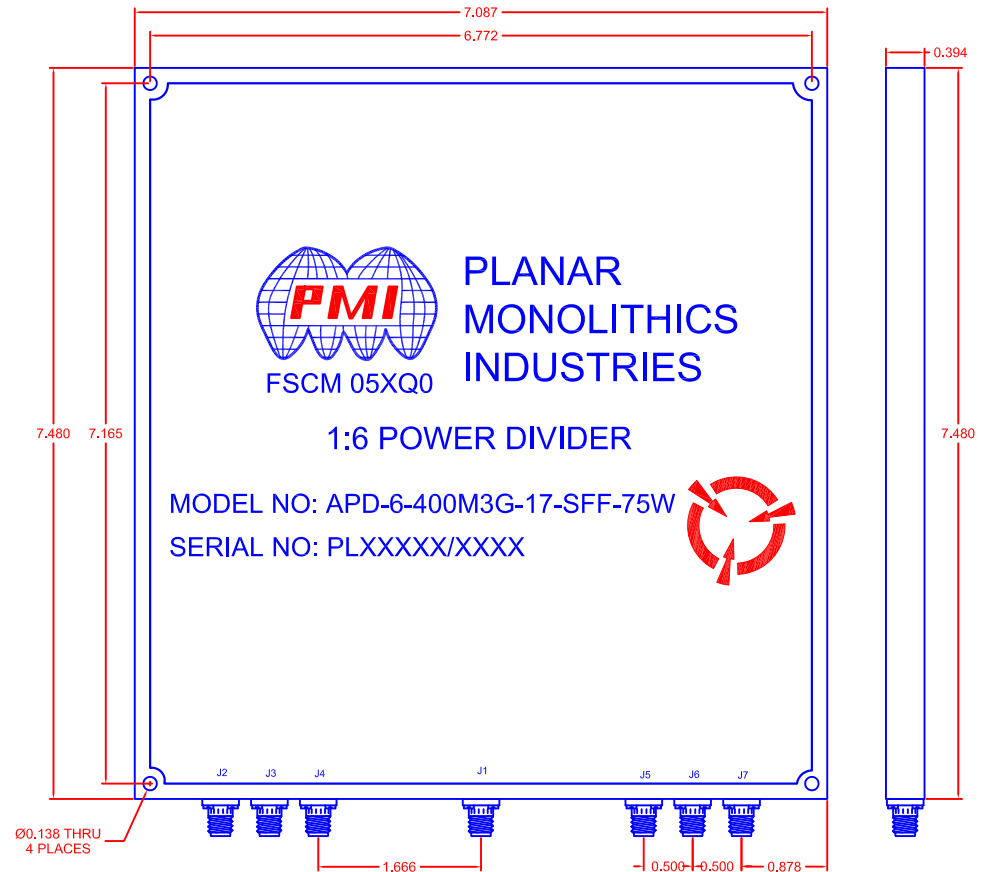 7.087
6.772
0.394
PMI
PLANAR
MONOLITHICS
INDUSTRIES
FSCM 05XQ0
7.480
7.165
7.480
1:6 POWER DIVIDER
MODEL NO: APD-6-400M3G-17-SFF-75W
SERIAL NO: PLXXXXX/XXXX
J2
J3
J4
J1
J5
J6
J7
Ø0.138 THRU
4 PLACES
1.666
0.500
0.500
0.878